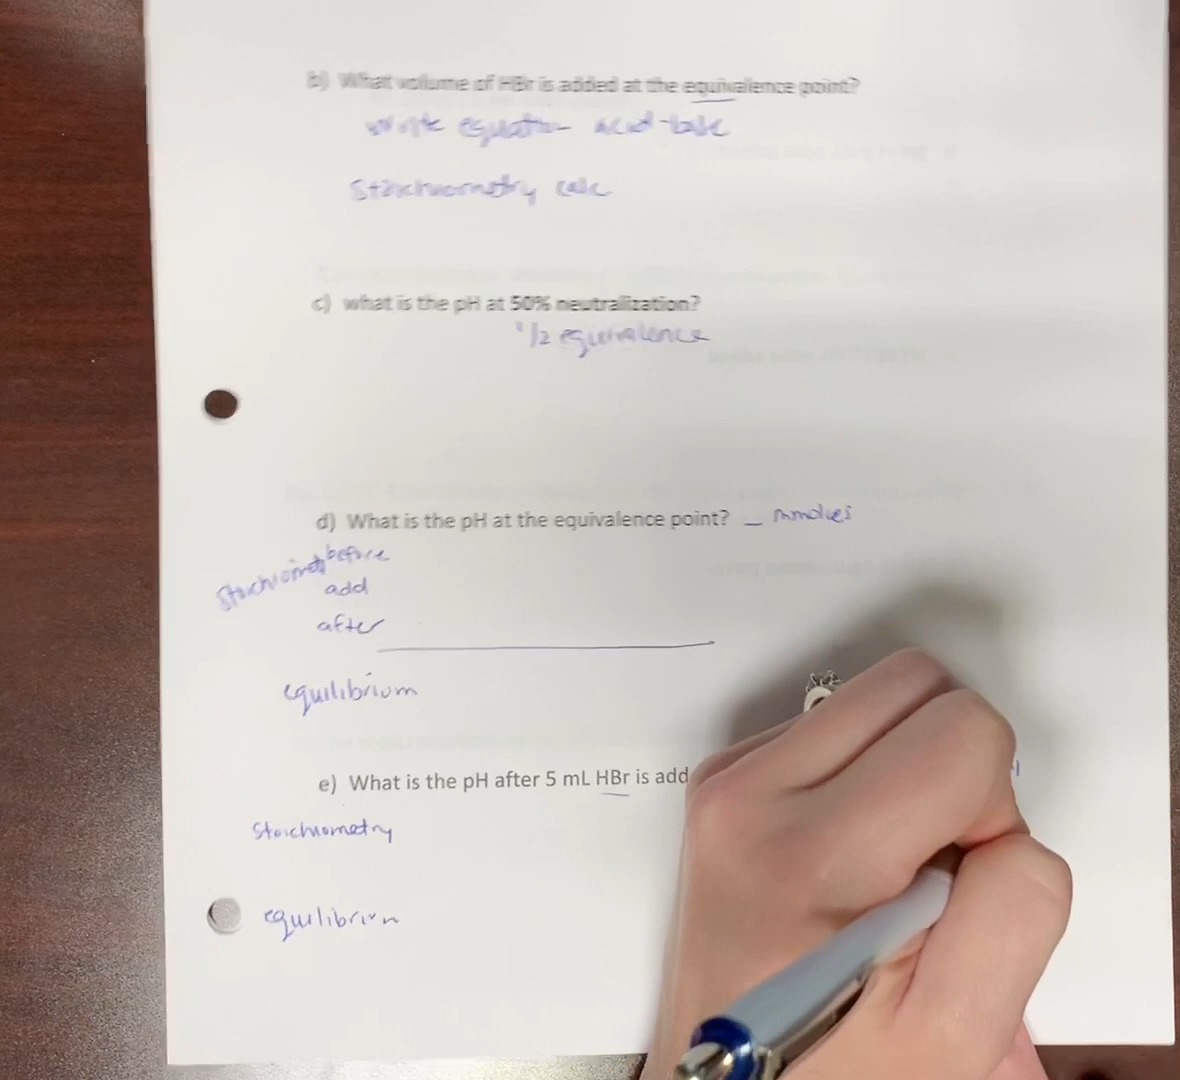 b) What volume of HBr is added at the equivalence point?
write equation acid-base
Stoichiometry calc
c) what is the pH at 50% neutralization?
1/2 equivalence
d) What is the pH at the equivalence point? _ mmoles
before
add
after
equilibrium
e) What is the pH after 5 mL HBr is add
Stoichiometry
equilibrium